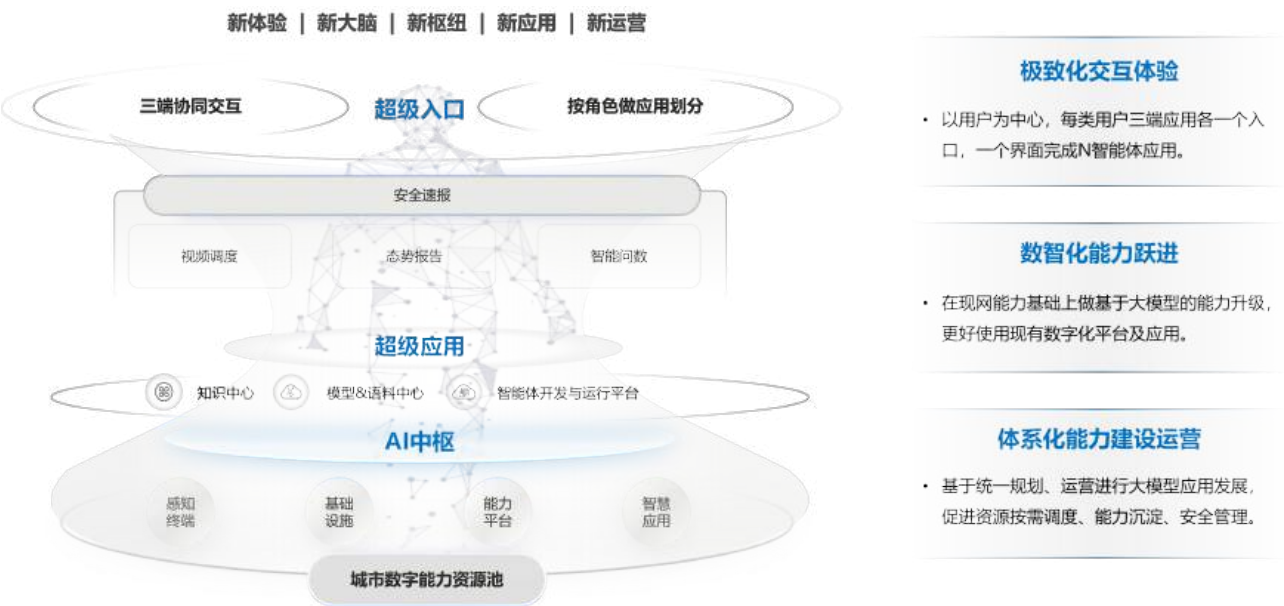 新体验 | 新大脑 | 新枢纽 | 新应用 | 新运营
三端协同交互
超级入口
按角色做应用划分
安全速报
视频调度
态势报告
智能问数
超级应用
知识中心
模型&语料中心
智能体开发与运行平台
AI中枢
感知
终端
基础
设施
能力
平台
智慧
应用
城市数字能力资源池
极致化交互体验
• 以用户为中心，每类用户三端应用各一个入
口，一个界面完成N智能体应用。
数智化能力跃进
• 在现网能力基础上做基于大模型的能力升级，
更好使用现有数字化平台及应用。
体系化能力建设运营
• 基于统一规划、运营进行大模型应用发展，
促进资源按需调度、能力沉淀、安全管理。